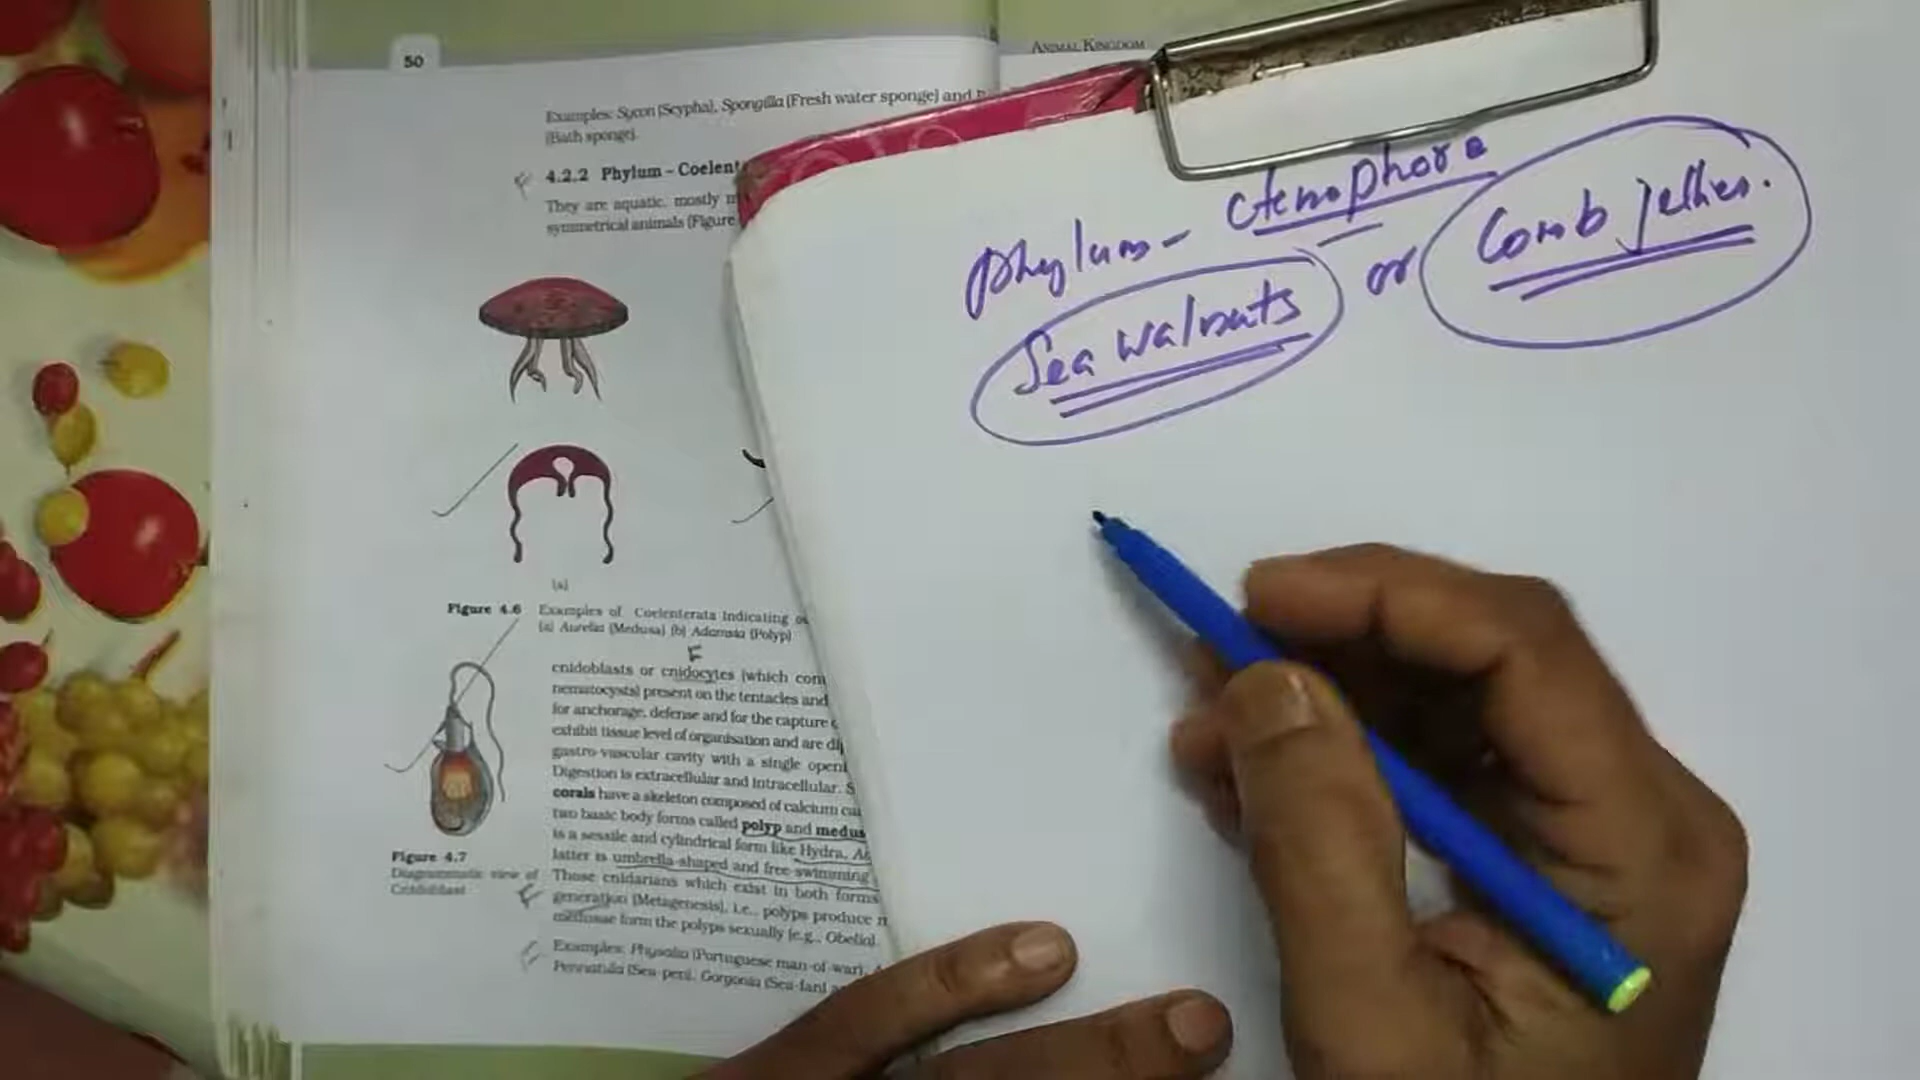 50
Examples: Sycon (Scypha), Spongilla (Fresh water sponge) and
(Bath sponge).
4.2.2 Phylum – Coelent
They are aquatic, mostly m
symmetrical animals (Figure
(a)
Figure 4.6 Examples of Coelenterata indicating
(a) Aurelia (Medusa) (b) Adamsia (Polyp)
F
cnidoblasts or cnidocytes (which con
nematocysts) present on the tentacles and
for anchorage, defense and for the capture
exhibit tissue level of organisation and are di
gastro-vascular cavity with a single openi
Digestion is extracellular and intracellular. S
corals have a skeleton composed of calcium ca
two basic body forms called polyp and medus
is a sessile and cylindrical form like Hydra, A
latter is umbrella-shaped and free-swimming
Those cnidarians which exist in both forms
generation (Metagenesis), i.e., polyps produce
medusae form the polyps sexually (e.g., Obelia).
Examples: Physalia (Portuguese man-of-war), A
Pennatula (Sea-pen), Gorgonia (Sea-fan) a
Figure 4.7
Diagrammatic view of
Cnidoblast
ANIMAL KINGDOM
Phylum - Ctenophora
Sea walnuts or Comb jellies.